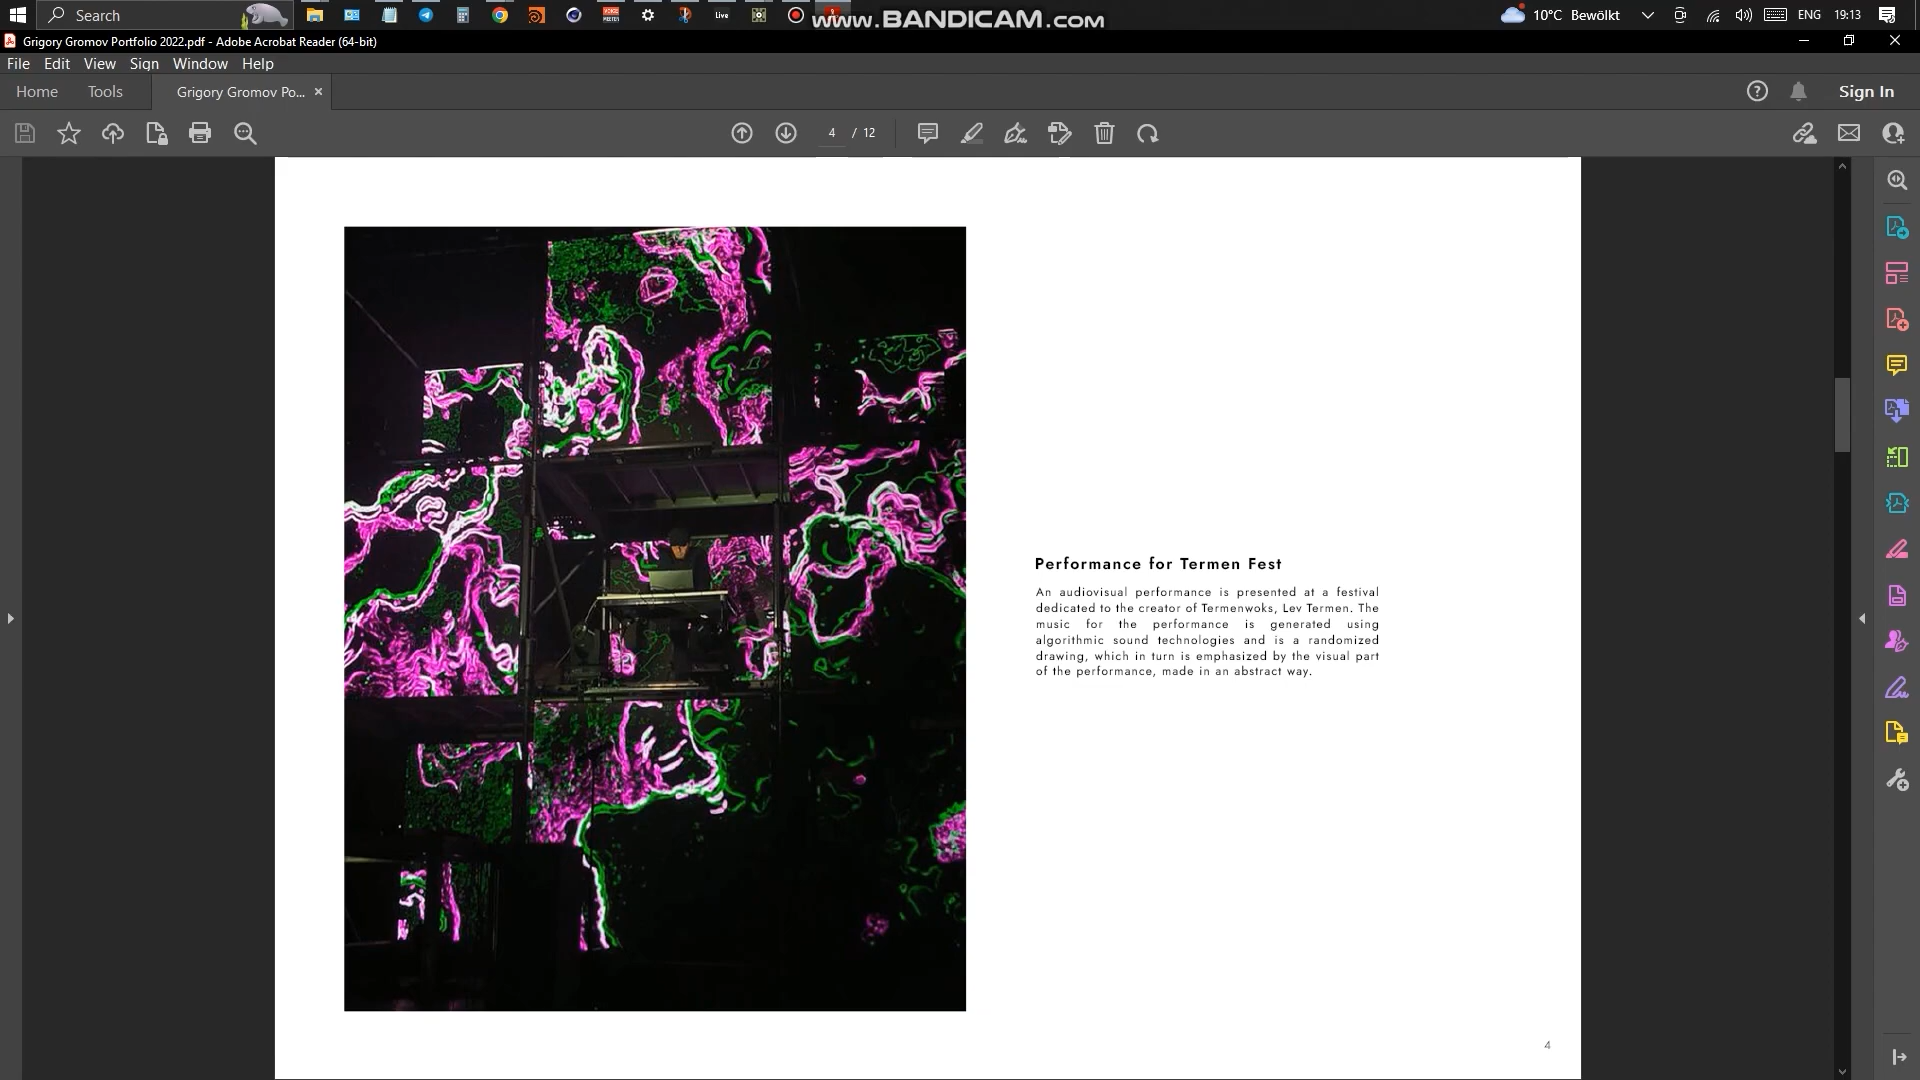 Search
VOICE MEETER
Live
www.BANDICAM.com
10°C Bewölkt
ENG
19:13
Grigory Gromov Portfolio 2022.pdf - Adobe Acrobat Reader (64-bit)
File Edit View Sign Window Help
Home Tools Grigory Gromov Po... ×
Sign In
4 / 12
Performance for Termen Fest
An audiovisual performance is presented at a festival
dedicated to the creator of Termenwoks, Lev Termen. The
music for the performance is generated using
algorithmic sound technologies and is a randomized
drawing, which in turn is emphasized by the visual part
of the performance, made in an abstract way.
4